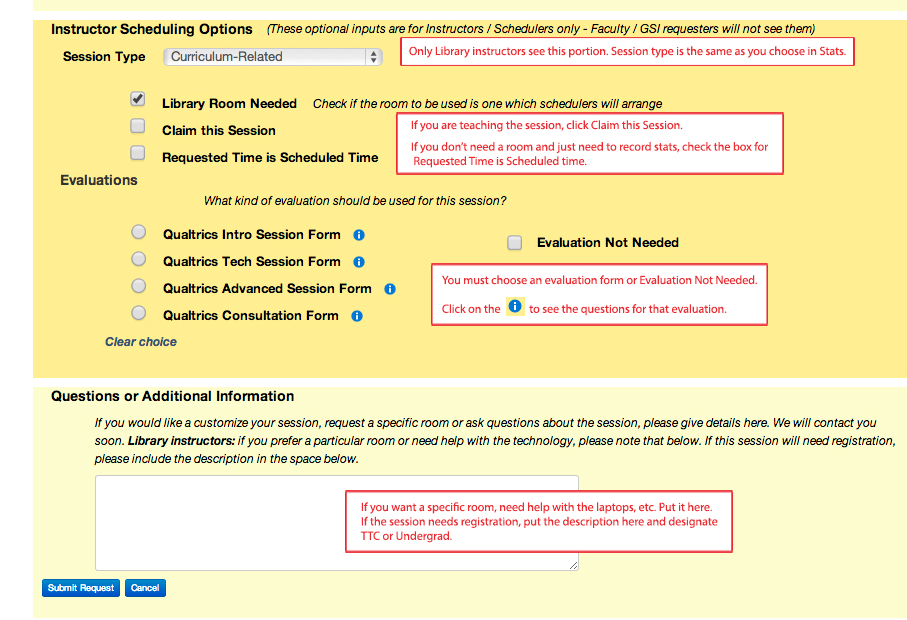 Instructor Scheduling Options (These optional inputs are for Instructors / Schedulers only - Faculty / GSI requesters will not see them)
Session Type Curriculum-Related
Only Library instructors see this portion. Session type is the same as you choose in Stats.
Library Room Needed Check if the room to be used is one which schedulers will arrange
Claim this Session
Requested Time is Scheduled Time
If you are teaching the session, click Claim this Session.
If you don't need a room and just need to record stats, check the box for
Requested Time is Scheduled time.
Evaluations
What kind of evaluation should be used for this session?
Qualtrics Intro Session Form i
Evaluation Not Needed
Qualtrics Tech Session Form i
Qualtrics Advanced Session Form i
Qualtrics Consultation Form i
You must choose an evaluation form or Evaluation Not Needed.
Click on the i to see the questions for that evaluation.
Clear choice
Questions or Additional Information
If you would like a customize your session, request a specific room or ask questions about the session, please give details here. We will contact you
soon. Library instructors: if you prefer a particular room or need help with the technology, please note that below. If this session will need registration,
please include the description in the space below.
If you want a specific room, need help with the laptops, etc. Put it here.
If the session needs registration, put the description here and designate
TTC or Undergrad.
Submit Request Cancel